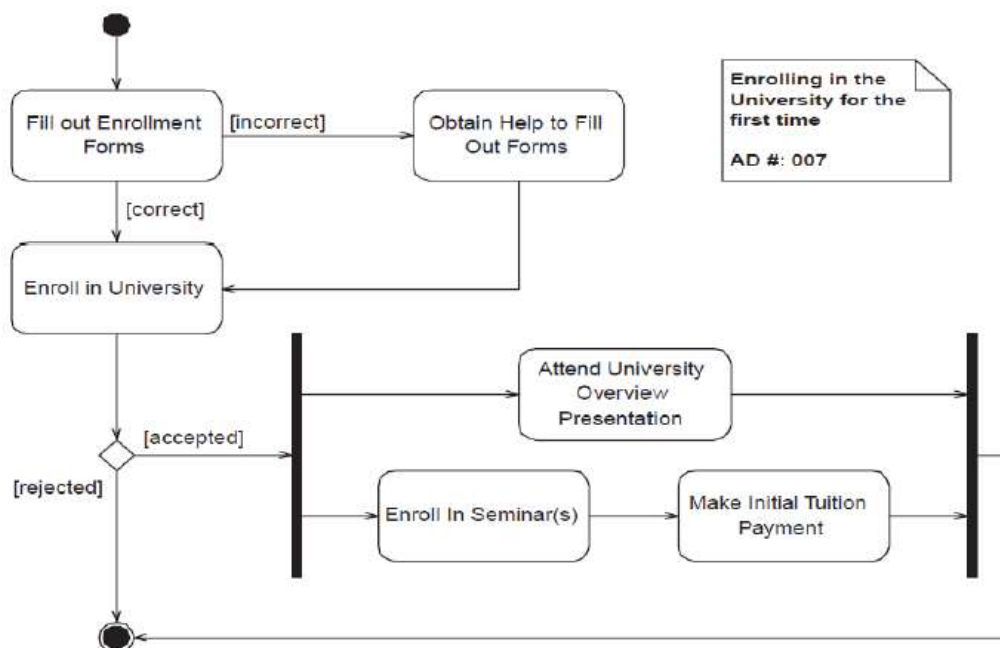 Enrolling in the
University for the
first time
AD #: 007
Fill out Enrollment
Forms
[incorrect]
Obtain Help to Fill
Out Forms
[correct]
Enroll in University
Attend University
Overview
Presentation
[accepted]
[rejected]
Enroll In Seminar(s)
Make Initial Tuition
Payment